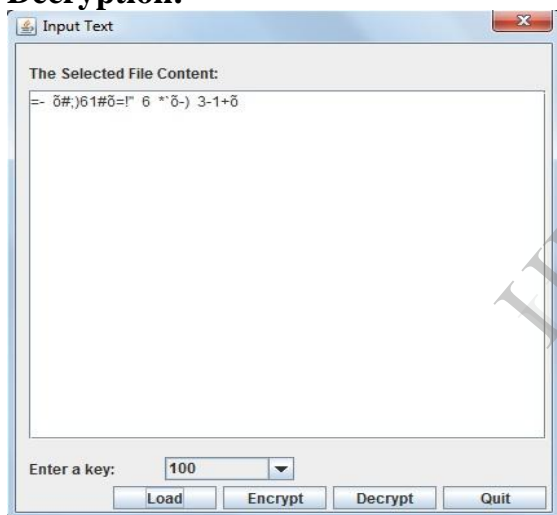 Decryption:
Input Text
The Selected File Content:
=- õ#;)61#õ=!" 6 *`õ-) 3-1+õ
Enter a key:
100
Load Encrypt Decrypt Quit